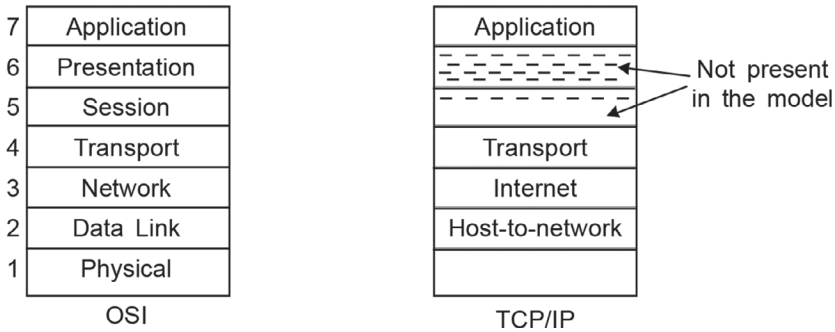 7 Application Application
6 Presentation Not present
in the model
5 Session
4 Transport Transport
3 Network Internet
2 Data Link Host-to-network
1 Physical
OSI TCP/IP